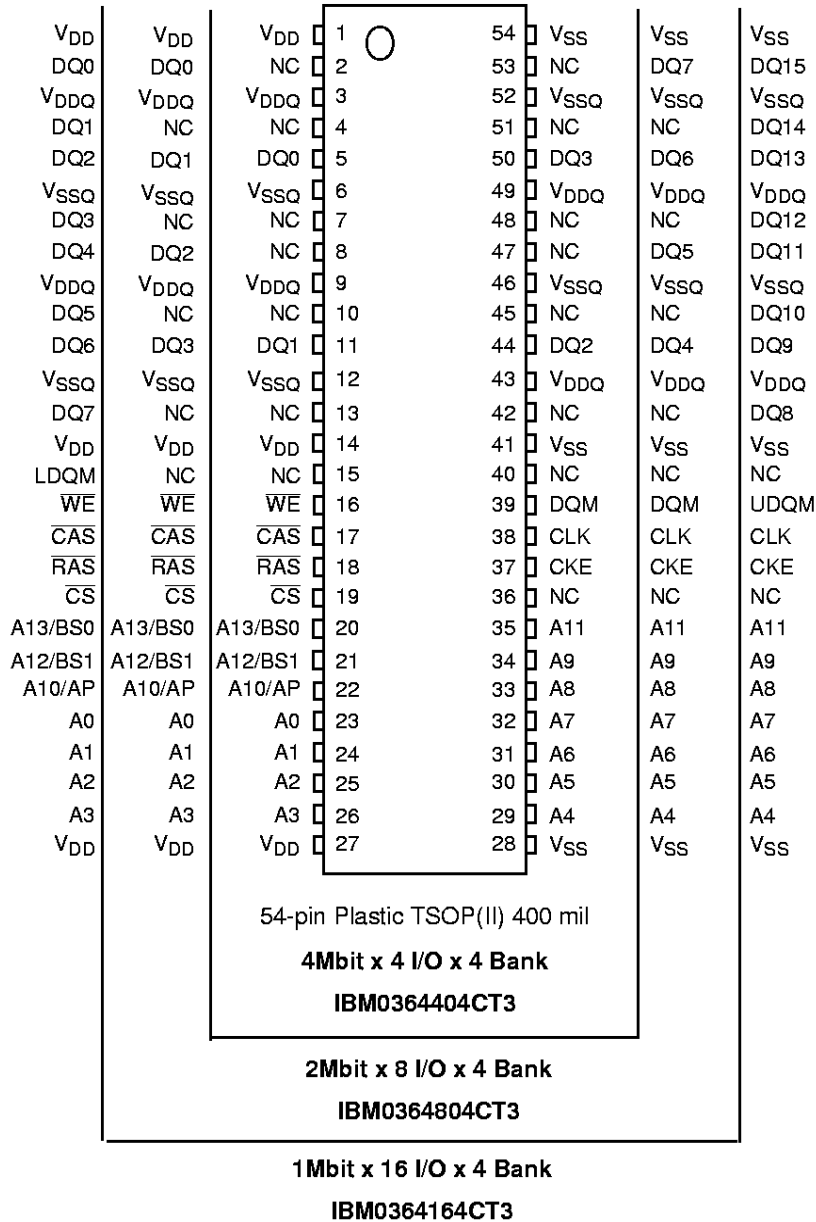 VDD VDD VDD 1 54 VSS VSS VSS
DQ0 DQ0 NC 2 53 NC DQ7 DQ15
VDDQ VDDQ VDDQ 3 52 VSSQ VSSQ VSSQ
DQ1 NC NC 4 51 NC NC DQ14
DQ2 DQ1 DQ0 5 50 DQ3 DQ6 DQ13
VSSQ VSSQ VSSQ 6 49 VDDQ VDDQ VDDQ
DQ3 NC NC 7 48 NC NC DQ12
DQ4 DQ2 NC 8 47 NC DQ5 DQ11
VDDQ VDDQ VDDQ 9 46 VSSQ VSSQ VSSQ
DQ5 NC NC 10 45 NC NC DQ10
DQ6 DQ3 DQ1 11 44 DQ2 DQ4 DQ9
VSSQ VSSQ VSSQ 12 43 VDDQ VDDQ VDDQ
DQ7 NC NC 13 42 NC NC DQ8
VDD VDD VDD 14 41 VSS VSS VSS
LDQM NC NC 15 40 NC NC NC
W̅E̅ W̅E̅ W̅E̅ 16 39 DQM DQM UDQM
C̅A̅S̅ C̅A̅S̅ C̅A̅S̅ 17 38 CLK CLK CLK
R̅A̅S̅ R̅A̅S̅ R̅A̅S̅ 18 37 CKE CKE CKE
C̅S̅ C̅S̅ C̅S̅ 19 36 NC NC NC
A13/BS0 A13/BS0 A13/BS0 20 35 A11 A11 A11
A12/BS1 A12/BS1 A12/BS1 21 34 A9 A9 A9
A10/AP A10/AP A10/AP 22 33 A8 A8 A8
A0 A0 A0 23 32 A7 A7 A7
A1 A1 A1 24 31 A6 A6 A6
A2 A2 A2 25 30 A5 A5 A5
A3 A3 A3 26 29 A4 A4 A4
VDD VDD VDD 27 28 VSS VSS VSS
54-pin Plastic TSOP(II) 400 mil
4Mbit x 4 I/O x 4 Bank
IBM0364404CT3
2Mbit x 8 I/O x 4 Bank
IBM0364804CT3
1Mbit x 16 I/O x 4 Bank
IBM0364164CT3